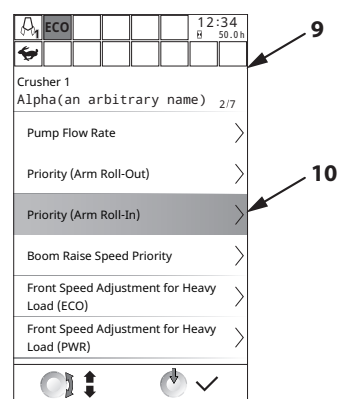 1 ECO 12:34
50.0h
9
Crusher 1
Alpha(an arbitrary name) 2/7
Pump Flow Rate
Priority (Arm Roll-Out)
10
Priority (Arm Roll-In)
Boom Raise Speed Priority
Front Speed Adjustment for Heavy
Load (ECO)
Front Speed Adjustment for Heavy
Load (PWR)